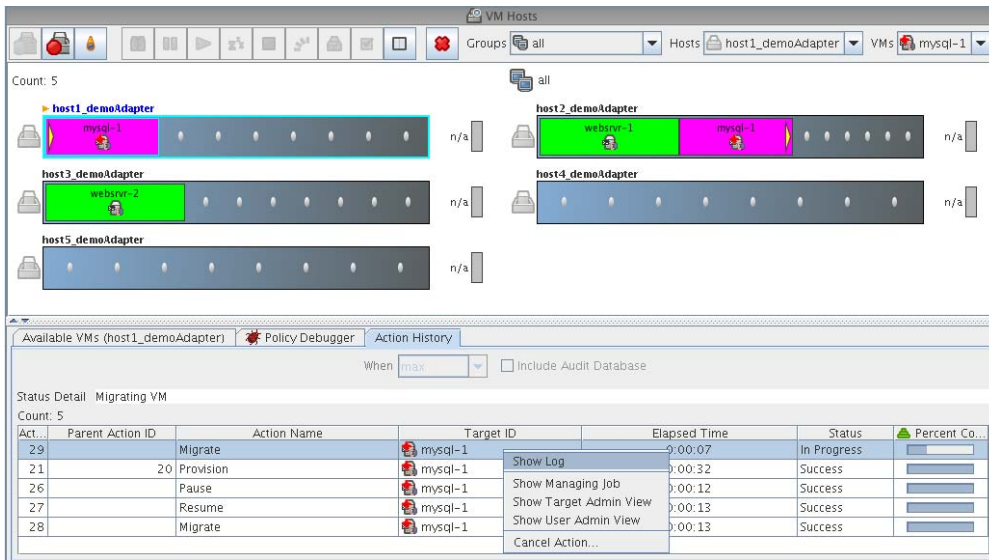 VM Hosts
Groups all Hosts host1_demoAdapter VMs mysql-1
Count: 5 all
host1_demoAdapter host2_demoAdapter
mysql-1 n/a websrvr-1 mysql-1 n/a
host3_demoAdapter host4_demoAdapter
websrvr-2 n/a n/a
host5_demoAdapter
n/a
Available VMs (host1_demoAdapter) Policy Debugger Action History
When max Include Audit Database
Status Detail Migrating VM
Count: 5
Act... Parent Action ID Action Name Target ID Elapsed Time Status Percent Co...
29 Migrate mysql-1 0:00:07 In Progress
21 20 Provision mysql-1 0:00:32 Success
26 Pause mysql-1 0:00:12 Success
27 Resume mysql-1 0:00:13 Success
28 Migrate mysql-1 0:00:13 Success
Show Log
Show Managing Job
Show Target Admin View
Show User Admin View
Cancel Action...